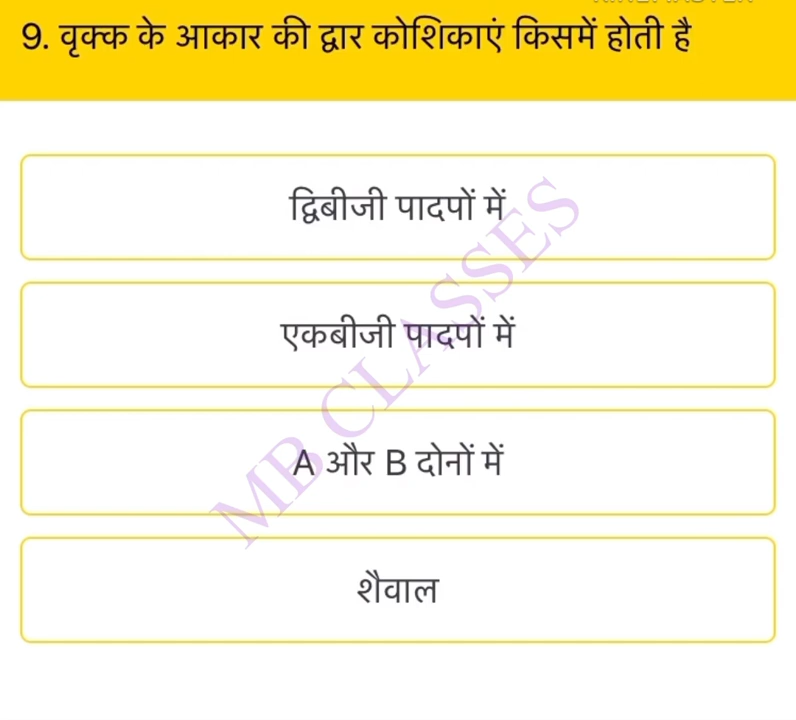 9. वृक्क के आकार की द्वार कोशिकाएं किसमें होती है
द्विबीजी पादपों में
एकबीजी पादपों में
A और B दोनों में
शैवाल
MB CLASSES